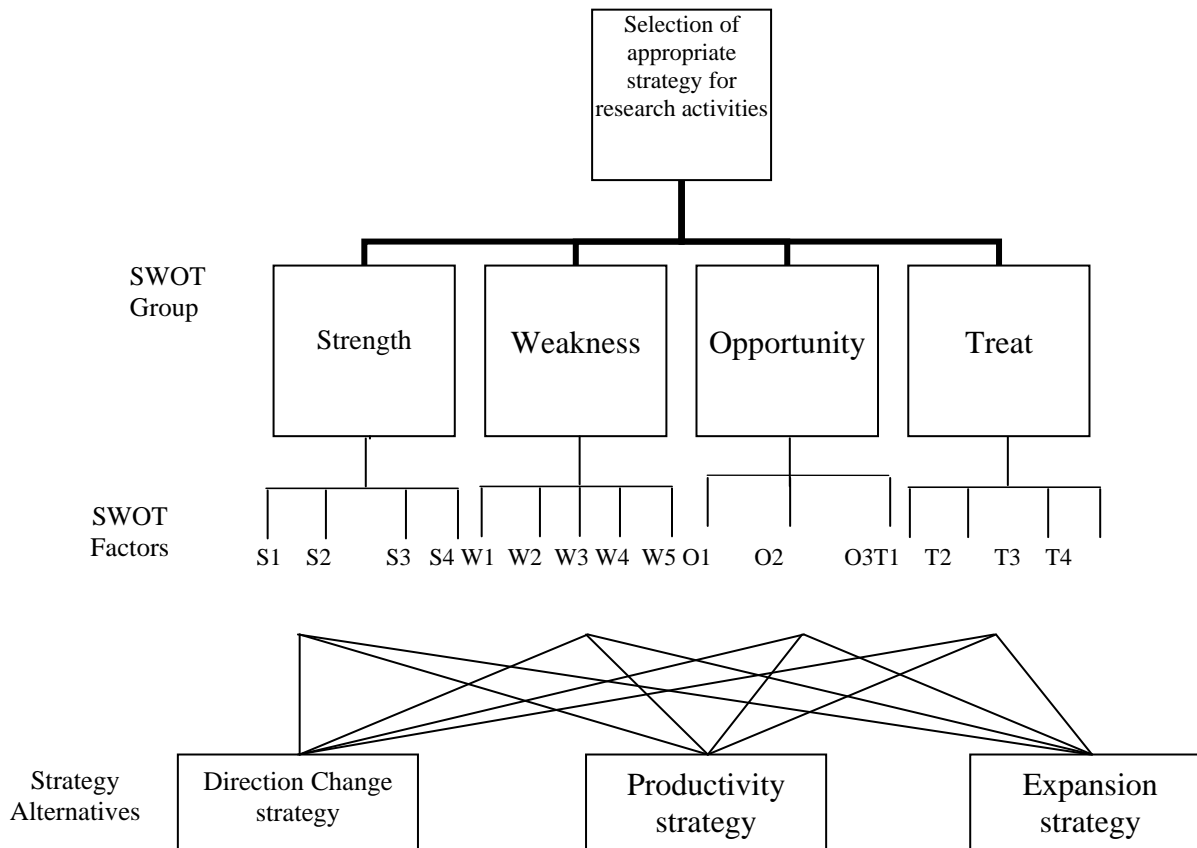 Selection of
appropriate
strategy for
research activities
SWOT
Group
Strength
Weakness
Opportunity
Treat
SWOT
Factors
S1 S2 S3 S4 W1 W2 W3 W4 W5 O1 O2 O3T1 T2 T3 T4
Strategy
Alternatives
Direction Change
strategy
Productivity
strategy
Expansion
strategy